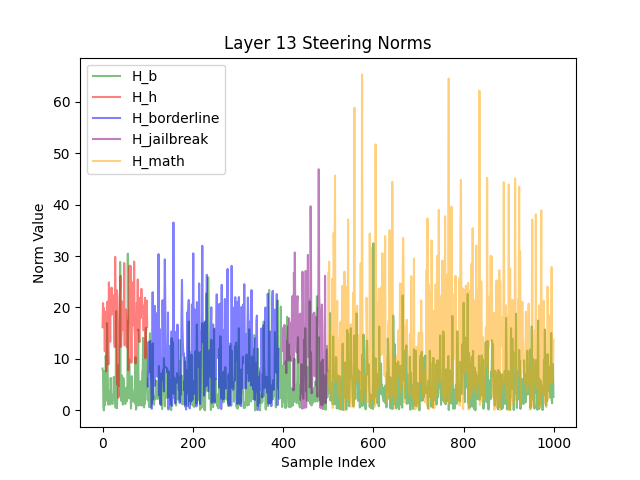 Layer 13 Steering Norms
H_b
H_h
H_borderline
H_jailbreak
H_math
Norm Value
60
50
40
30
20
10
0
0 200 400 600 800 1000
Sample Index